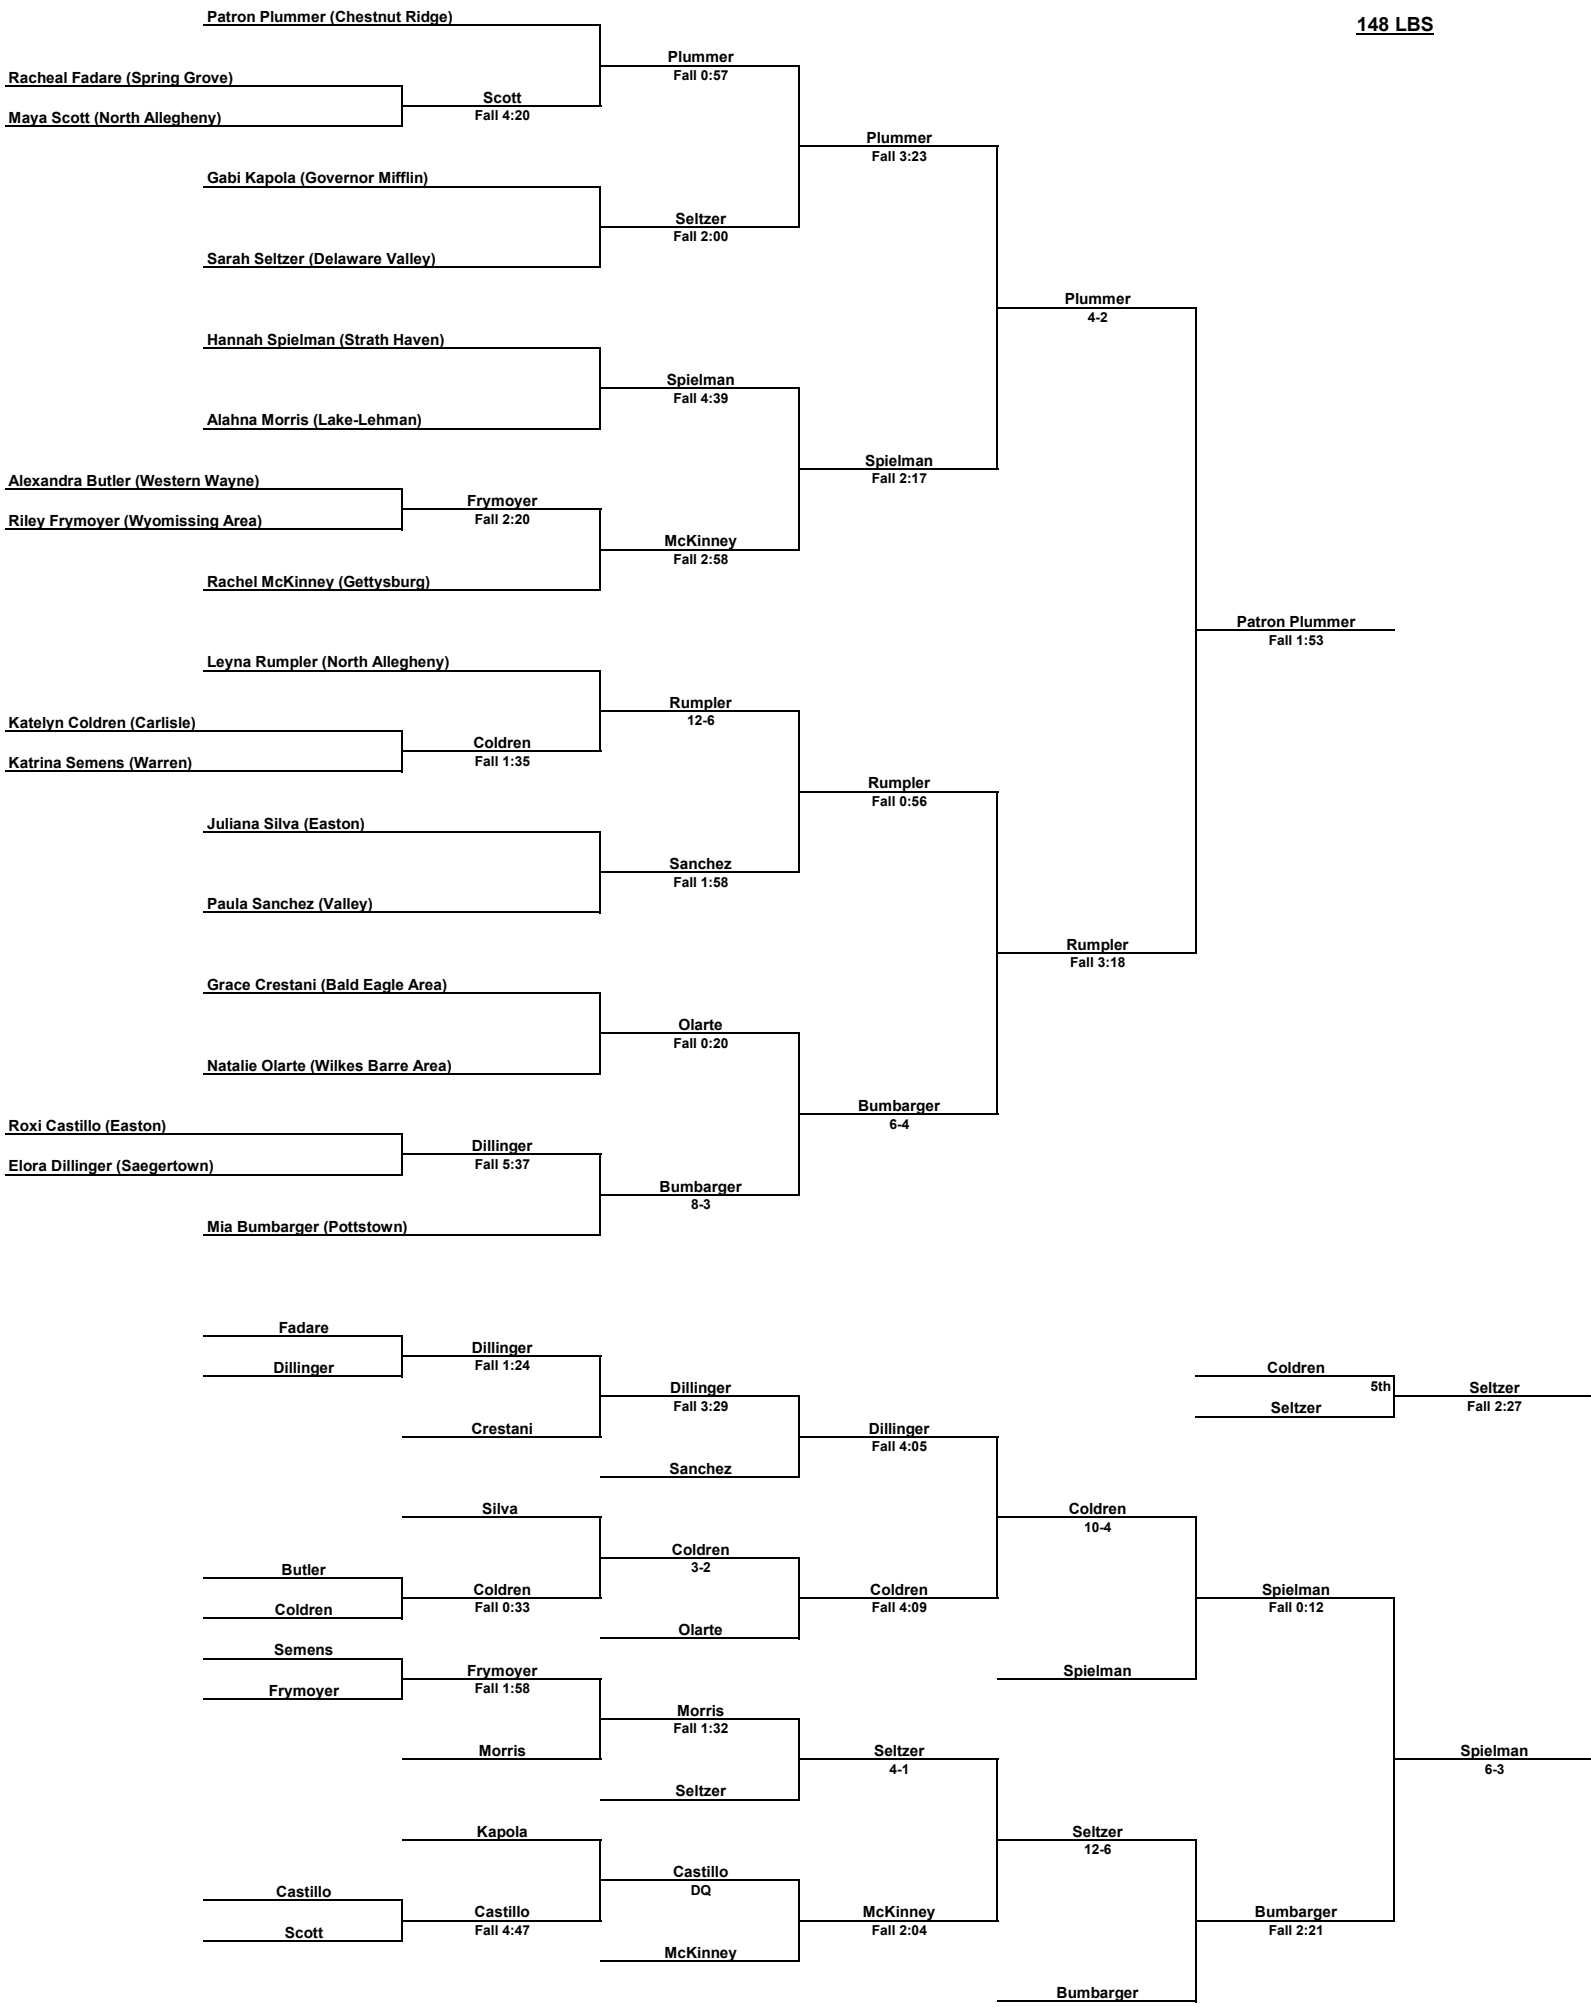 Patron Plummer (Chestnut Ridge)
148 LBS
Plummer
Fall 0:57
Racheal Fadare (Spring Grove)
Scott
Fall 4:20
Maya Scott (North Allegheny)
Plummer
Fall 3:23
Gabi Kapola (Governor Mifflin)
Seltzer
Fall 2:00
Sarah Seltzer (Delaware Valley)
Plummer
4-2
Hannah Spielman (Strath Haven)
Spielman
Fall 4:39
Alahna Morris (Lake-Lehman)
Spielman
Fall 2:17
Alexandra Butler (Western Wayne)
Frymoyer
Fall 2:20
Riley Frymoyer (Wyomissing Area)
McKinney
Fall 2:58
Rachel McKinney (Gettysburg)
Patron Plummer
Fall 1:53
Leyna Rumpler (North Allegheny)
Rumpler
12-6
Katelyn Coldren (Carlisle)
Coldren
Fall 1:35
Katrina Semens (Warren)
Rumpler
Fall 0:56
Juliana Silva (Easton)
Sanchez
Fall 1:58
Paula Sanchez (Valley)
Rumpler
Fall 3:18
Grace Crestani (Bald Eagle Area)
Olarte
Fall 0:20
Natalie Olarte (Wilkes Barre Area)
Bumbarger
6-4
Roxi Castillo (Easton)
Dillinger
Fall 5:37
Elora Dillinger (Saegertown)
Bumbarger
8-3
Mia Bumbarger (Pottstown)
Fadare
Dillinger
Fall 1:24
Dillinger
Coldren
5th
Seltzer
Fall 2:27
Seltzer
Dillinger
Fall 3:29
Crestani
Dillinger
Fall 4:05
Sanchez
Silva
Coldren
10-4
Coldren
3-2
Butler
Coldren
Fall 0:33
Coldren
Coldren
Fall 4:09
Spielman
Fall 0:12
Olarte
Semens
Frymoyer
Fall 1:58
Frymoyer
Spielman
Morris
Fall 1:32
Morris
Seltzer
4-1
Spielman
6-3
Seltzer
Kapola
Seltzer
12-6
Castillo
DQ
Castillo
Castillo
Fall 4:47
Scott
McKinney
Fall 2:04
Bumbarger
Fall 2:21
McKinney
Bumbarger